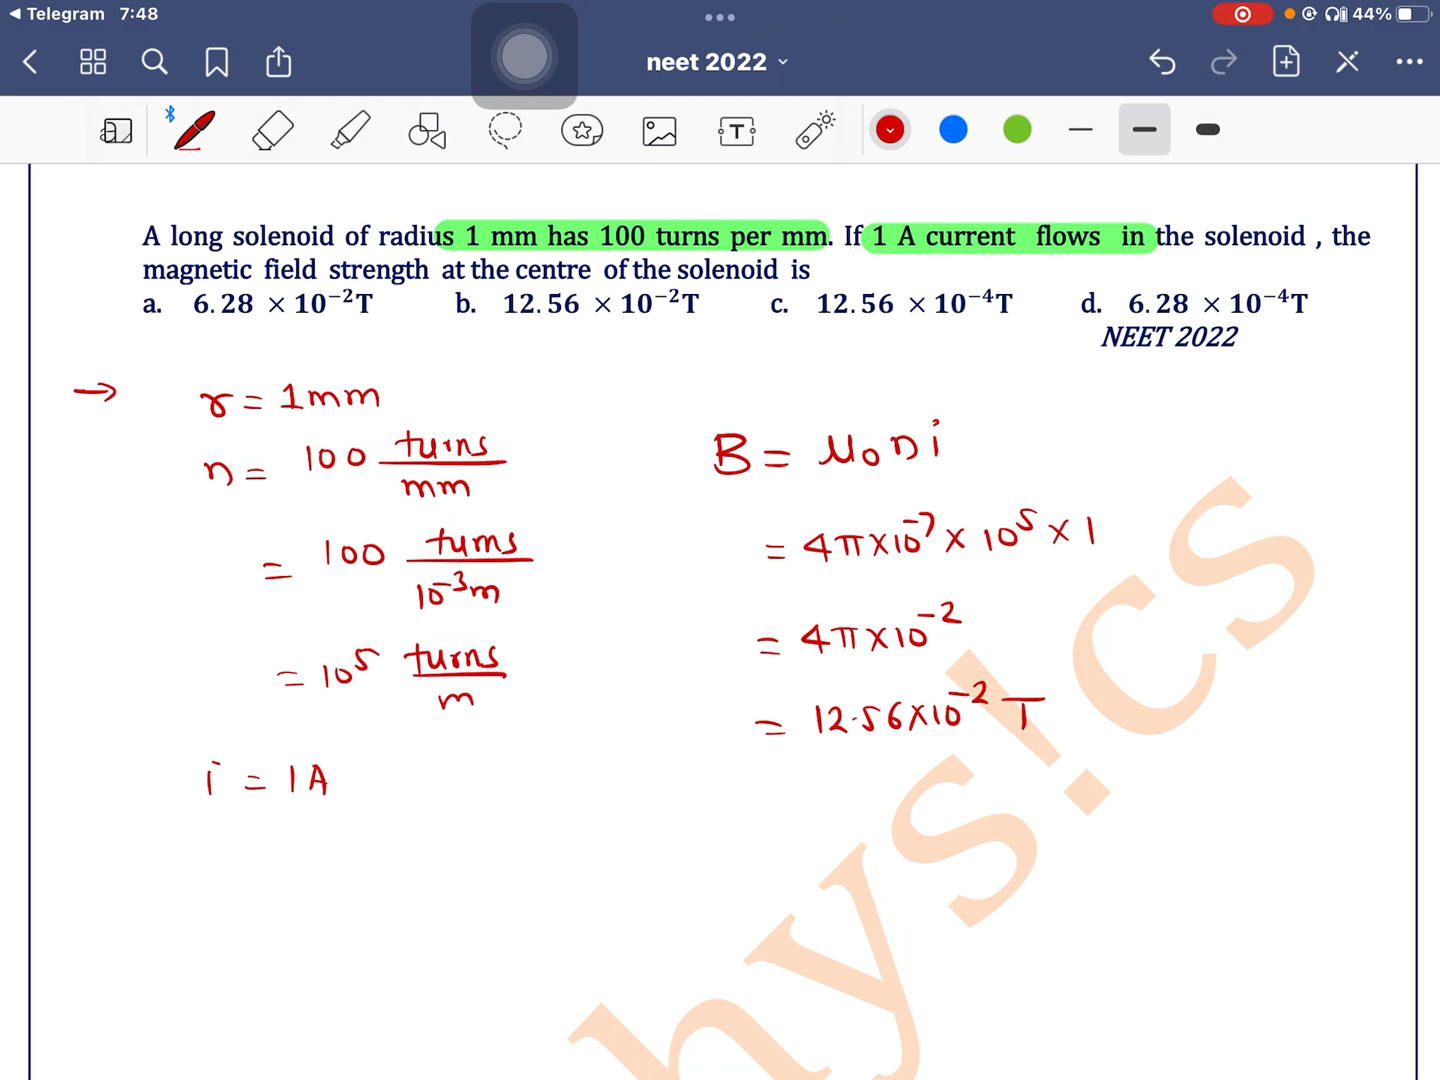 Telegram 7:48
44%
neet 2022
T
A long solenoid of radius 1 mm has 100 turns per mm. If 1 A current flows in the solenoid , the
magnetic field strength at the centre of the solenoid is
a. 6.28 × 10⁻²T b. 12.56 × 10⁻²T c. 12.56 × 10⁻⁴T d. 6.28 × 10⁻⁴T
NEET 2022
→ r = 1mm
n = 100 turns/mm
= 100 turns/10⁻³m
= 10⁵ turns/m
i = 1A
B = μ₀ n i
= 4π×10⁻⁷ × 10⁵ × 1
= 4π×10⁻²
= 12.56×10⁻² T
hys!cs